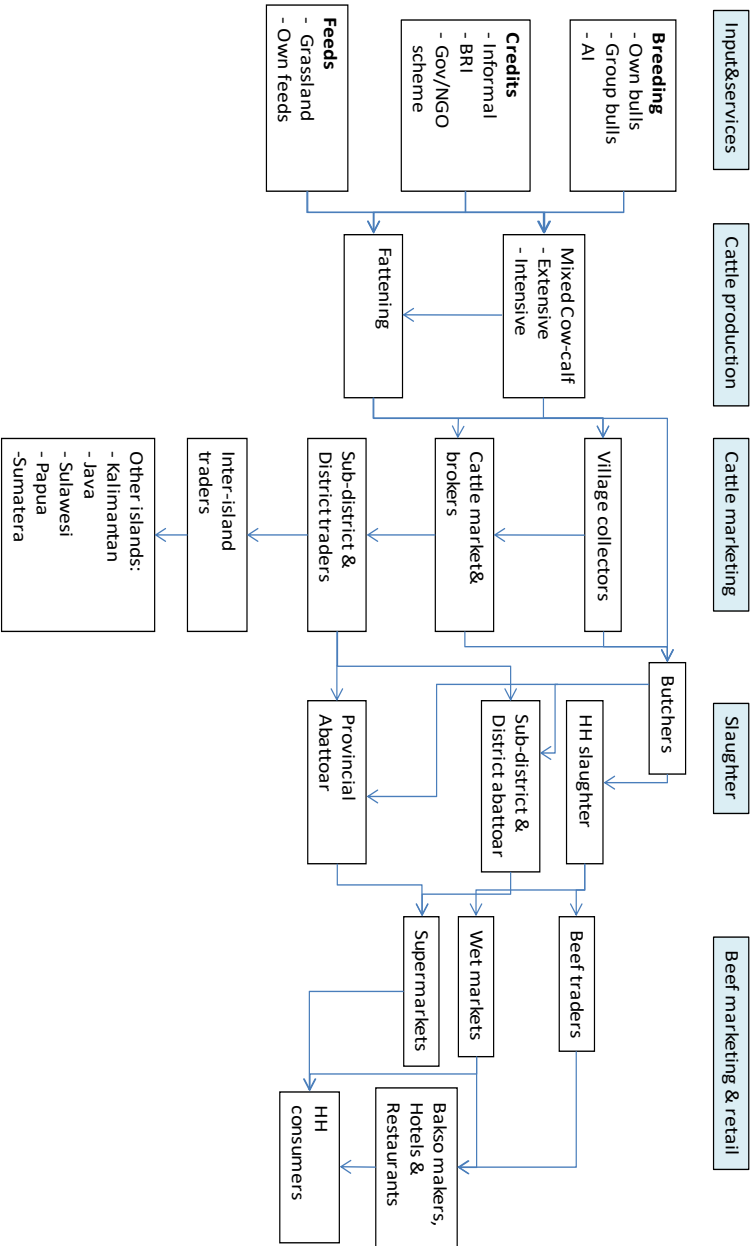 Input&services
Cattle production
Cattle marketing
Slaughter
Beef marketing & retail
Breeding
- Own bulls
- Group bulls
- AI
Credits
- Informal
- BRI
- Gov/NGO
scheme
Feeds
- Grassland
- Own feeds
Mixed Cow-calf
- Extensive
- Intensive
Fattening
Village collectors
Cattle market&
brokers
Sub-district &
District traders
Inter-island
traders
Other islands:
- Kalimantan
- Java
- Sulawesi
- Papua
-Sumatera
Butchers
HH slaughter
Sub-district &
District abattoar
Provincial
Abattoar
Beef traders
Wet markets
Supermarkets
Bakso makers,
Hotels &
Restaurants
HH
consumers